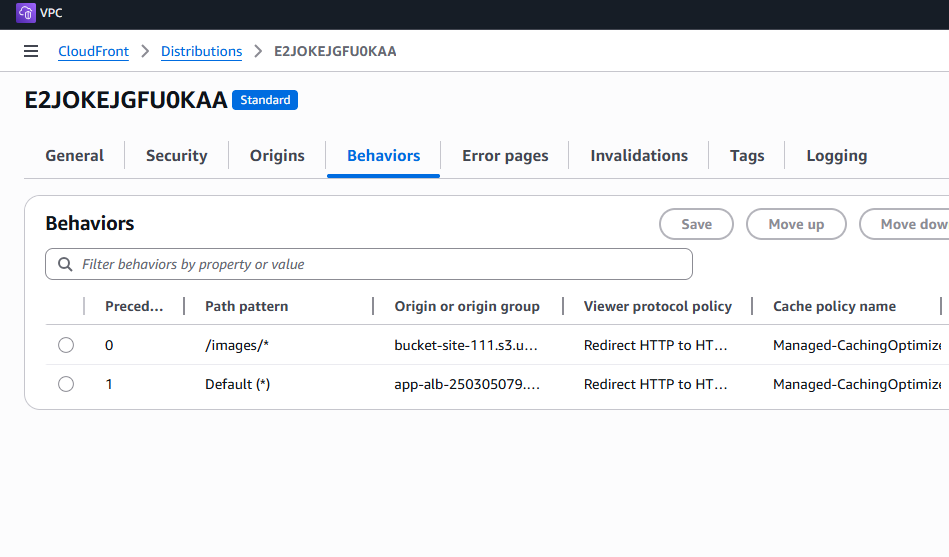 VPC
CloudFront > Distributions > E2JOKEJGFU0KAA
E2JOKEJGFU0KAA Standard
General Security Origins Behaviors Error pages Invalidations Tags Logging
Behaviors Save Move up Move dow
Filter behaviors by property or value
Preced... Path pattern Origin or origin group Viewer protocol policy Cache policy name
0 /images/* bucket-site-111.s3.u... Redirect HTTP to HT... Managed-CachingOptimize
1 Default (*) app-alb-250305079.... Redirect HTTP to HT... Managed-CachingOptimize